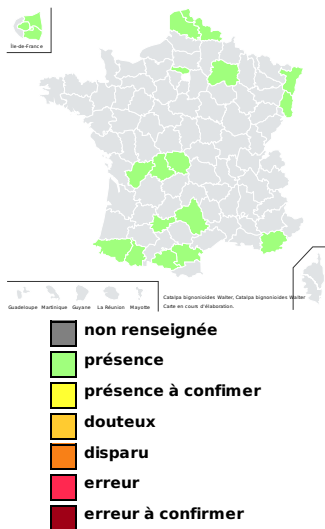 Île-de-France
Guadeloupe Martinique Guyane La Réunion Mayotte
Catalpa bignonioides Walter, Catalpa bignonioides Walter
Carte en cours d'élaboration.
non renseignée
présence
présence à confimer
douteux
disparu
erreur
erreur à confirmer